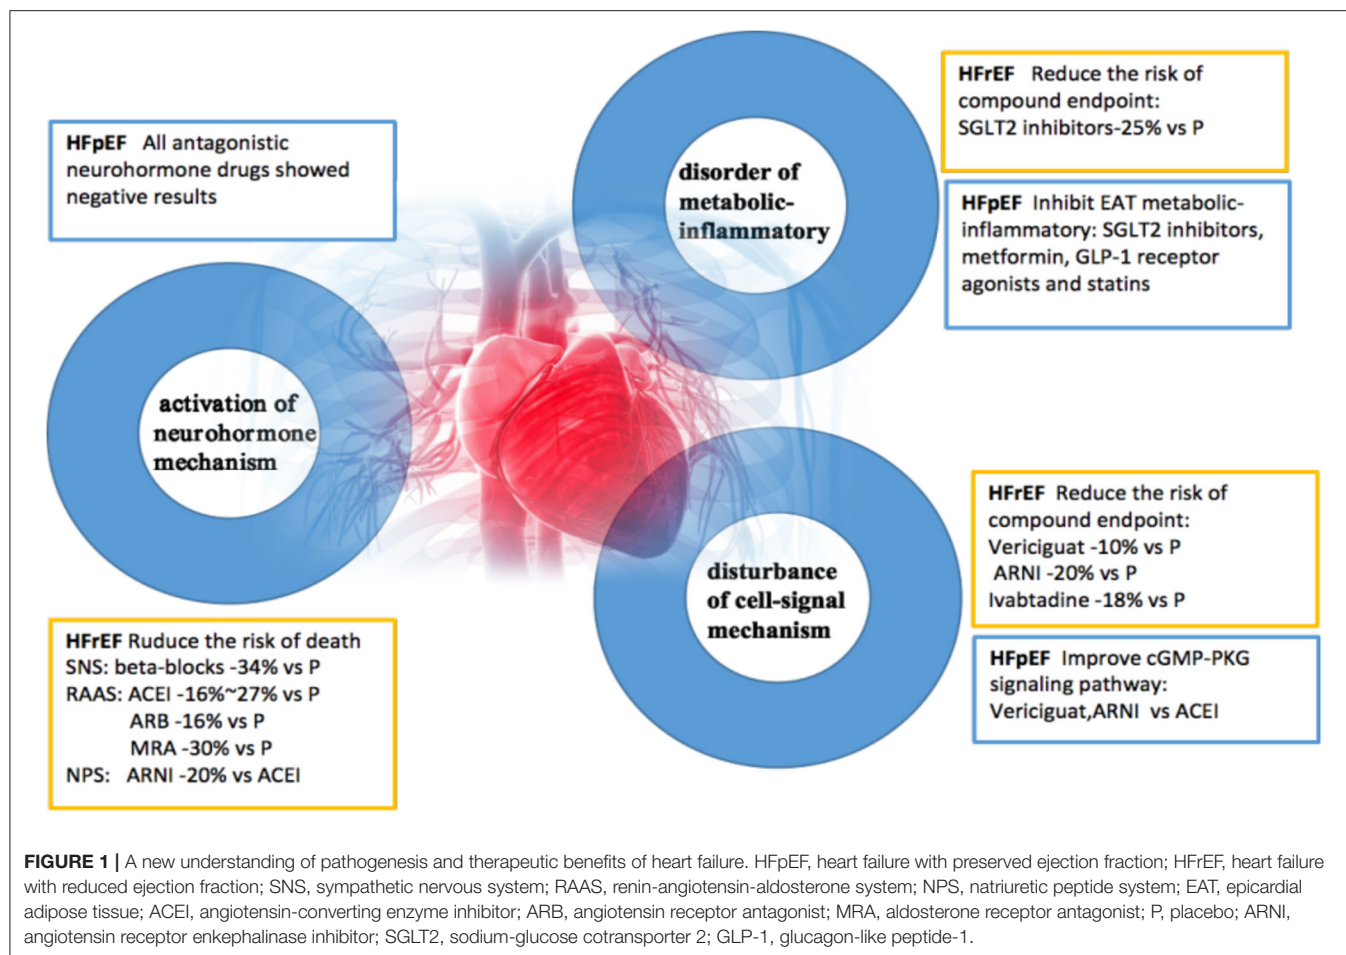 HFpEF All antagonistic
neurohormone drugs showed
negative results
activation of
neurohormone
mechanism
HFrEF Ruduce the risk of death
SNS: beta-blocks -34% vs P
RAAS: ACEI -16%~27% vs P
ARB -16% vs P
MRA -30% vs P
NPS: ARNI -20% vs ACEI
disorder of
metabolic-
inflammatory
HFrEF Reduce the risk of
compound endpoint:
SGLT2 inhibitors-25% vs P
HFpEF Inhibit EAT metabolic-
inflammatory: SGLT2 inhibitors,
metformin, GLP-1 receptor
agonists and statins
disturbance
of cell-signal
mechanism
HFrEF Reduce the risk of
compound endpoint:
Vericiguat -10% vs P
ARNI -20% vs P
Ivabtadine -18% vs P
HFpEF Improve cGMP-PKG
signaling pathway:
Vericiguat,ARNI vs ACEI
FIGURE 1 | A new understanding of pathogenesis and therapeutic benefits of heart failure. HFpEF, heart failure with preserved ejection fraction; HFrEF, heart failure
with reduced ejection fraction; SNS, sympathetic nervous system; RAAS, renin-angiotensin-aldosterone system; NPS, natriuretic peptide system; EAT, epicardial
adipose tissue; ACEI, angiotensin-converting enzyme inhibitor; ARB, angiotensin receptor antagonist; MRA, aldosterone receptor antagonist; P, placebo; ARNI,
angiotensin receptor enkephalinase inhibitor; SGLT2, sodium-glucose cotransporter 2; GLP-1, glucagon-like peptide-1.